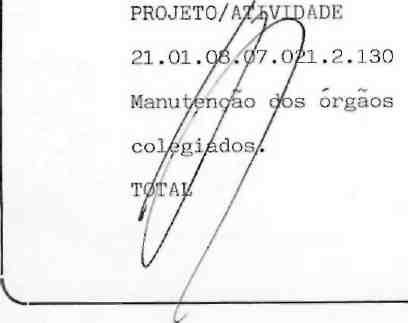 PROJETO/ATIVIDADE
21.01.08.07.021.2.130
Manutenção dos órgãos
colegiados.
TOTAL